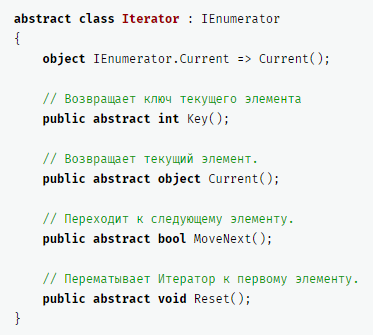 abstract class Iterator : IEnumerator
{
    object IEnumerator.Current => Current();

    // Возвращает ключ текущего элемента
    public abstract int Key();

    // Возвращает текущий элемент.
    public abstract object Current();

    // Переходит к следующему элементу.
    public abstract bool MoveNext();

    // Перематывает Итератор к первому элементу.
    public abstract void Reset();
}